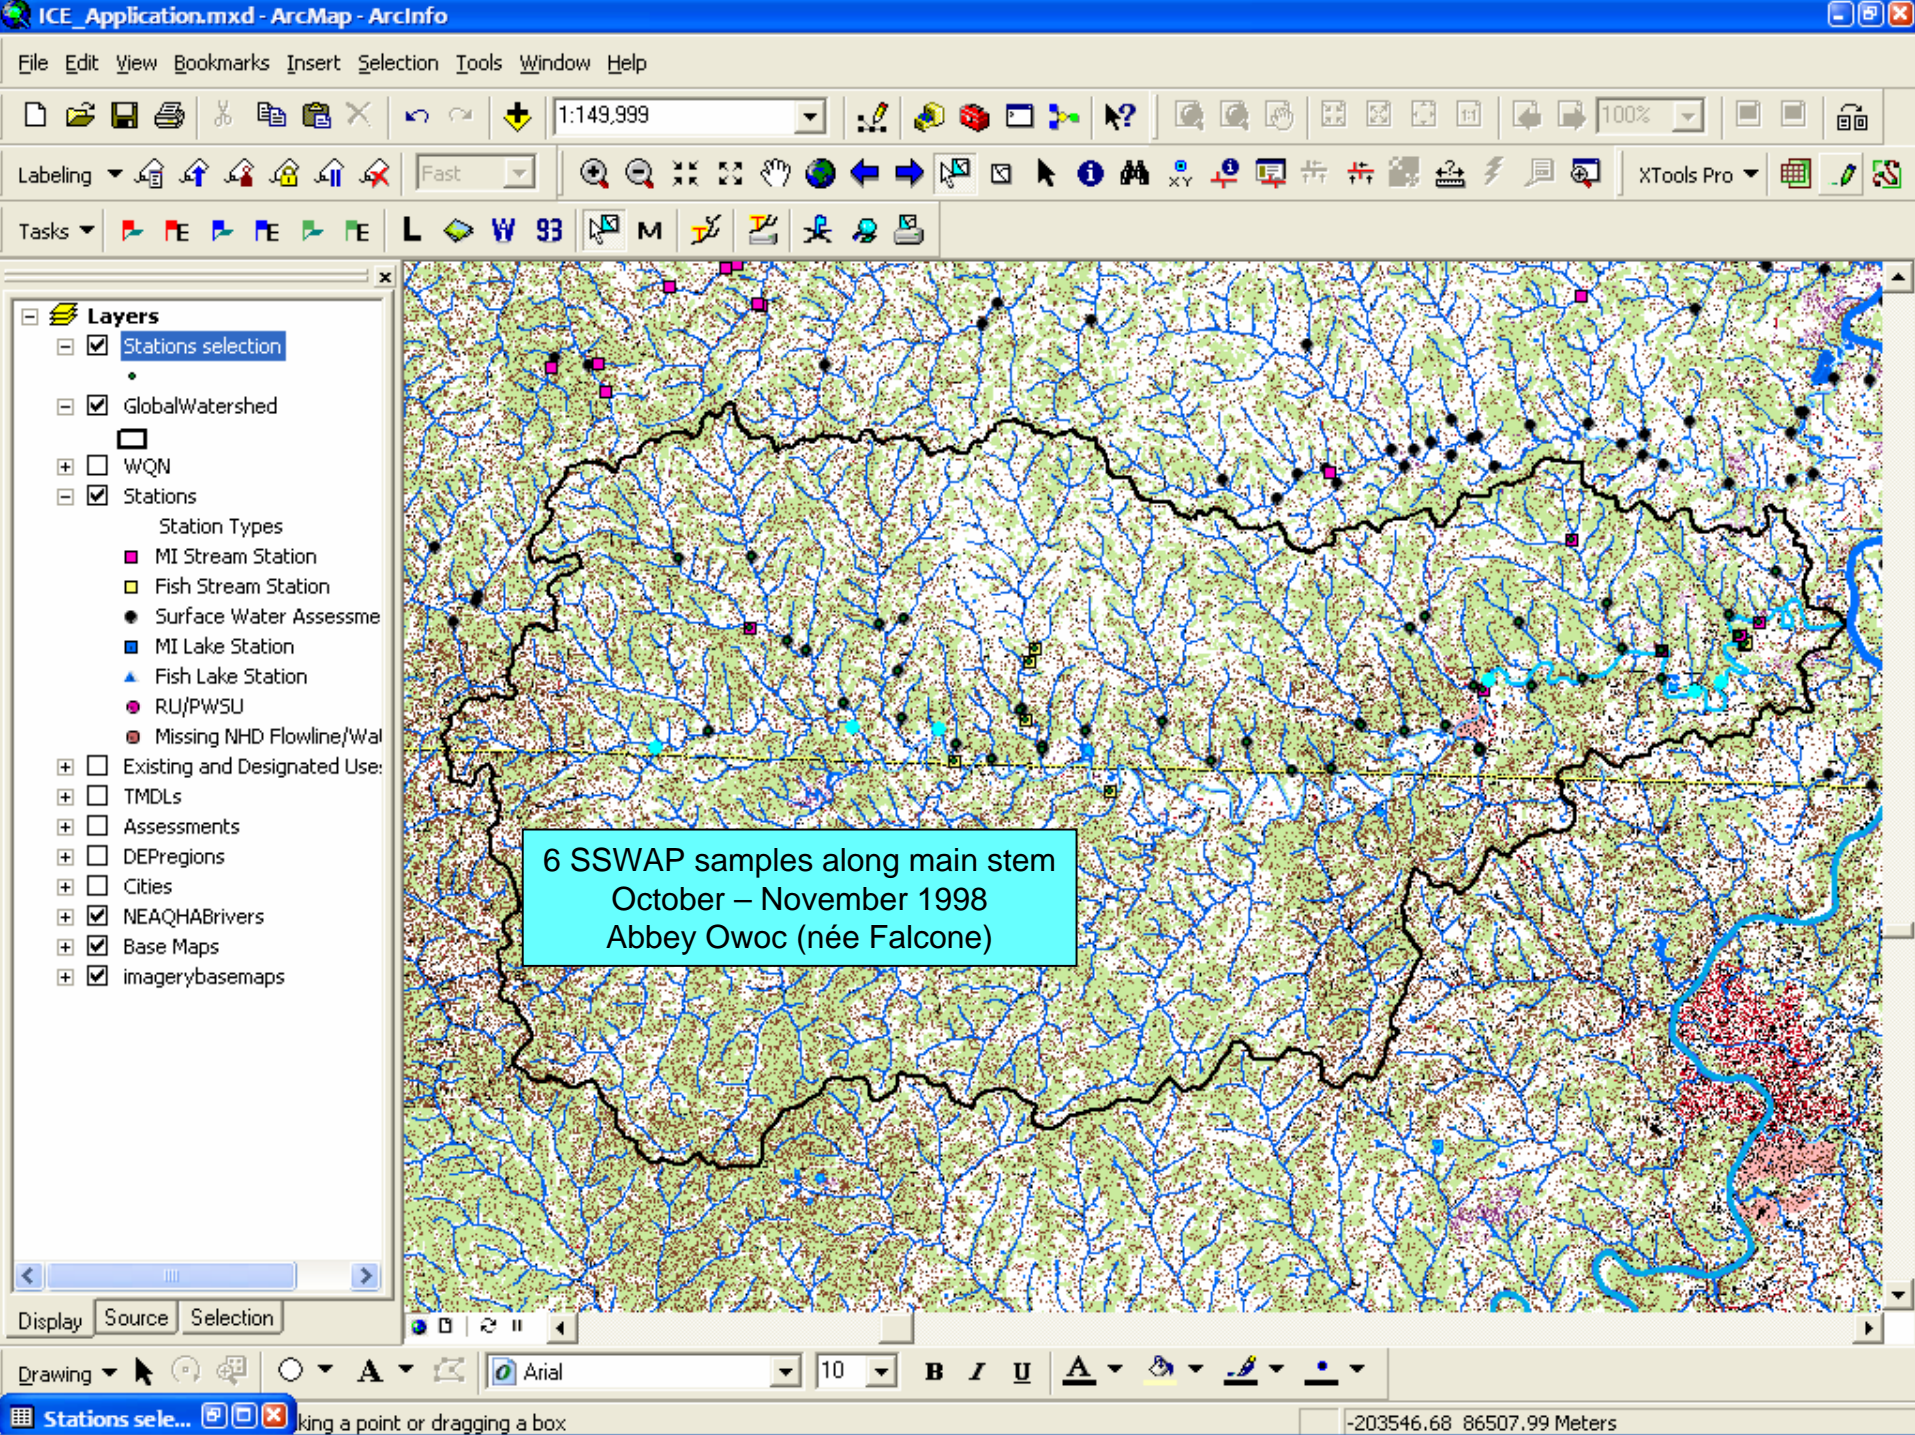 ICE_Application.mxd - ArcMap - ArcInfo
File Edit View Bookmarks Insert Selection Tools Window Help
1:149,999
100%
Labeling
Fast
XTools Pro
Tasks
E E E L W 93 M
Layers
Stations selection
GlobalWatershed
WQN
Stations
Station Types
MI Stream Station
Fish Stream Station
Surface Water Assessme
MI Lake Station
Fish Lake Station
RU/PWSU
Missing NHD Flowline/Wa
Existing and Designated Use
TMDLs
Assessments
DEPregions
Cities
NEAQHABrivers
Base Maps
imagerybasemaps
6 SSWAP samples along main stem
October – November 1998
Abbey Owoc (née Falcone)
Display Source Selection
Drawing A Arial 10 B I U A
Stations sele... king a point or dragging a box
-203546.68 86507.99 Meters